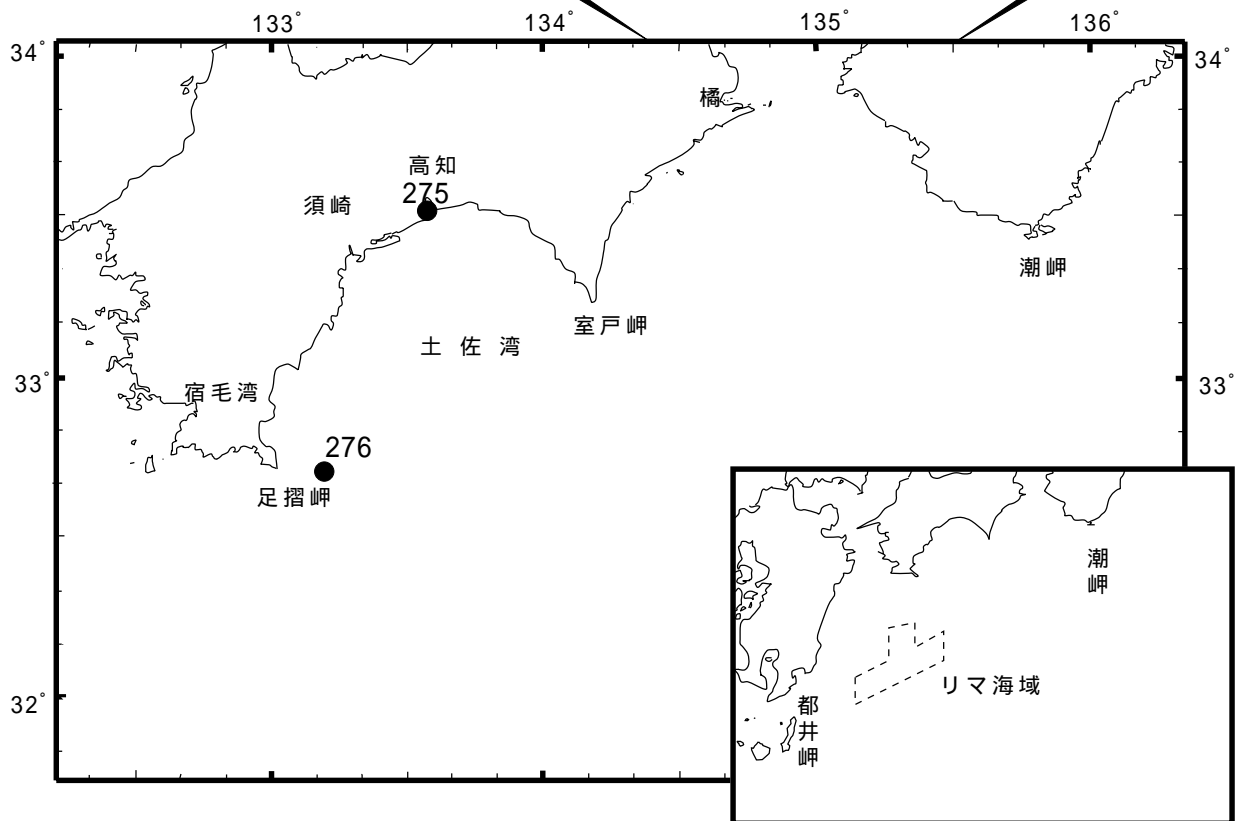 133°
134°
135°
136°
34°
34°
橘
高知
275
須崎
潮岬
室戸岬
土佐湾
33°
33°
宿毛湾
276
足摺岬
潮岬
リマ海域
32°
都井岬